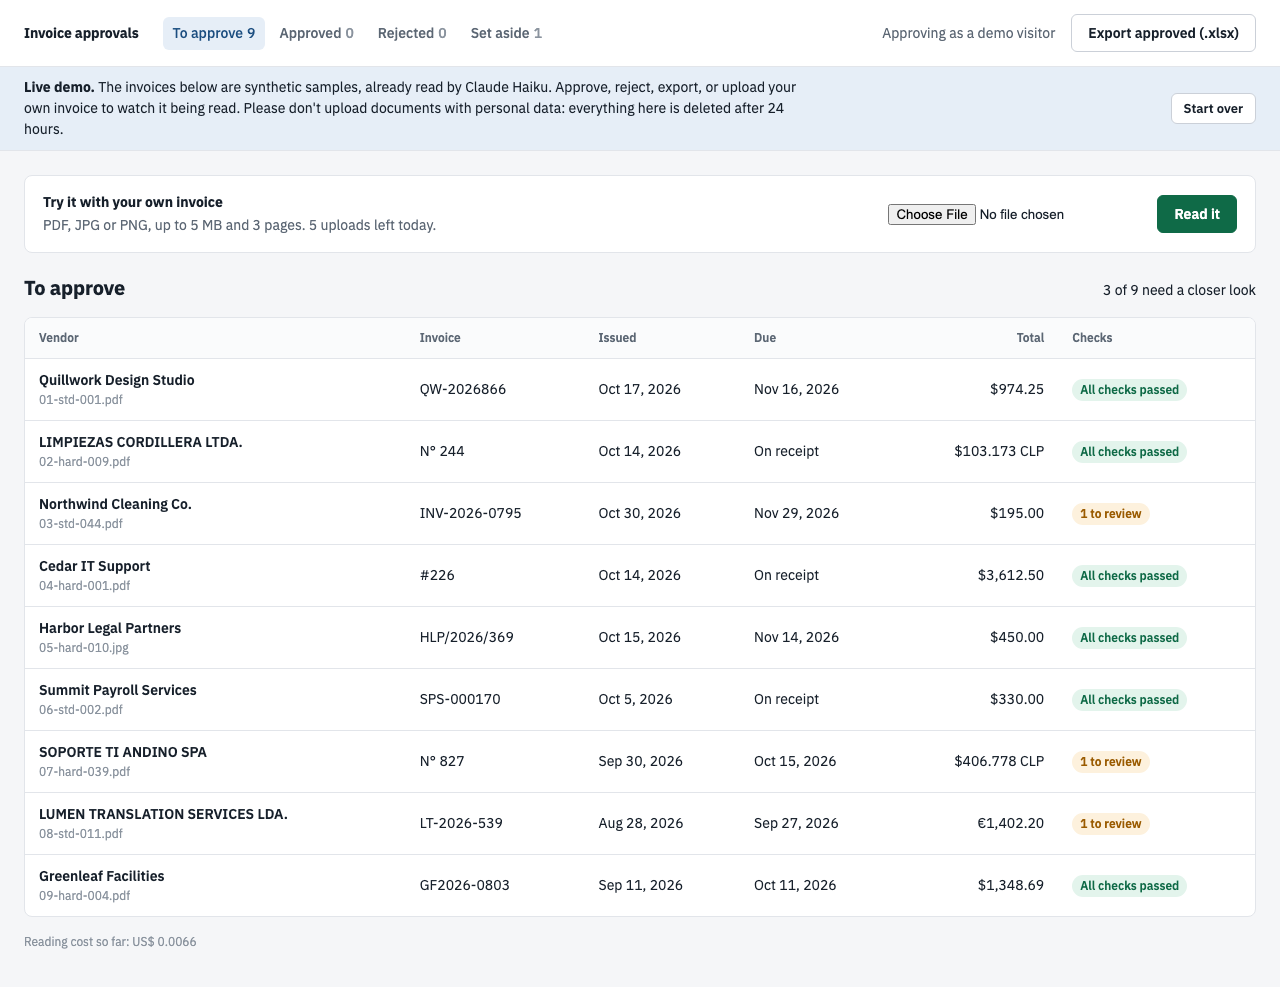 Invoice approvals To approve 9 Approved 0 Rejected 0 Set aside 1 Approving as a demo visitor Export approved (.xlsx)
Live demo. The invoices below are synthetic samples, already read by Claude Haiku. Approve, reject, export, or upload your
own invoice to watch it being read. Please don't upload documents with personal data: everything here is deleted after 24
hours.
Start over
Try it with your own invoice
PDF, JPG or PNG, up to 5 MB and 3 pages. 5 uploads left today.
Choose File No file chosen Read it
To approve 3 of 9 need a closer look
Vendor Invoice Issued Due Total Checks
Quillwork Design Studio
01-std-001.pdf
QW-2026866 Oct 17, 2026 Nov 16, 2026 $974.25 All checks passed
LIMPIEZAS CORDILLERA LTDA.
02-hard-009.pdf
N° 244 Oct 14, 2026 On receipt $103.173 CLP All checks passed
Northwind Cleaning Co.
03-std-044.pdf
INV-2026-0795 Oct 30, 2026 Nov 29, 2026 $195.00 1 to review
Cedar IT Support
04-hard-001.pdf
#226 Oct 14, 2026 On receipt $3,612.50 All checks passed
Harbor Legal Partners
05-hard-010.jpg
HLP/2026/369 Oct 15, 2026 Nov 14, 2026 $450.00 All checks passed
Summit Payroll Services
06-std-002.pdf
SPS-000170 Oct 5, 2026 On receipt $330.00 All checks passed
SOPORTE TI ANDINO SPA
07-hard-039.pdf
N° 827 Sep 30, 2026 Oct 15, 2026 $406.778 CLP 1 to review
LUMEN TRANSLATION SERVICES LDA.
08-std-011.pdf
LT-2026-539 Aug 28, 2026 Sep 27, 2026 €1,402.20 1 to review
Greenleaf Facilities
09-hard-004.pdf
GF2026-0803 Sep 11, 2026 Oct 11, 2026 $1,348.69 All checks passed
Reading cost so far: US$ 0.0066